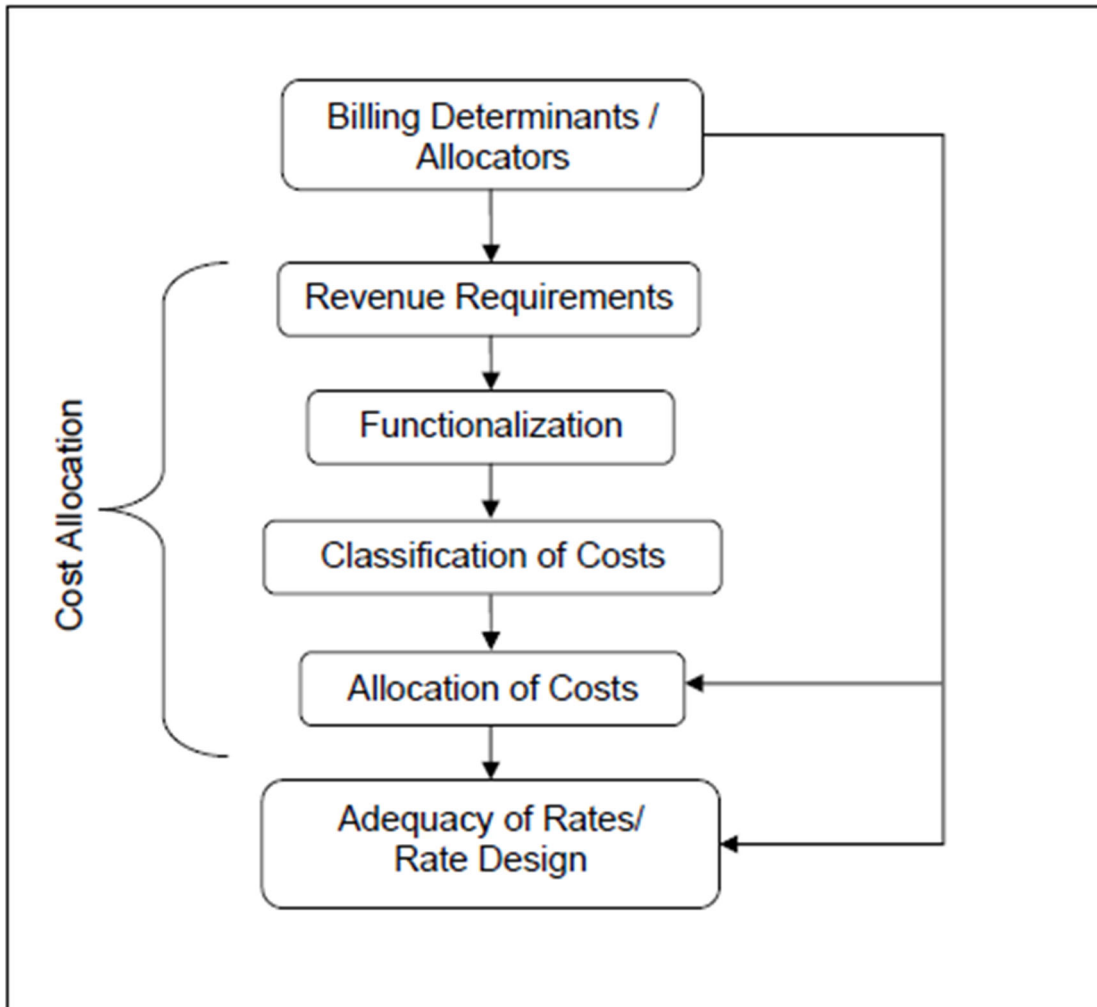 Billing Determinants /
Allocators
Revenue Requirements
Functionalization
Classification of Costs
Allocation of Costs
Adequacy of Rates/
Rate Design
Cost Allocation